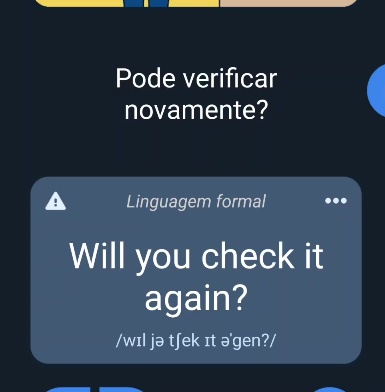 Pode verificar
novamente?
Linguagem formal
Will you check it
again?
/wɪl jə tʃek ɪt ə'gen?/